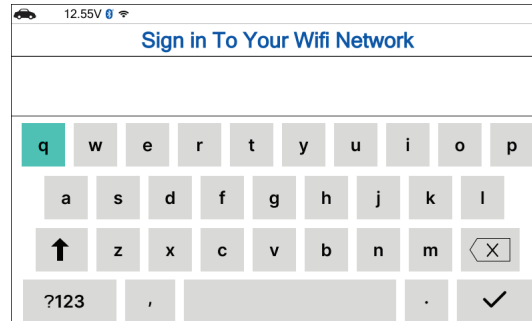 12.55V
Sign in To Your Wifi Network
q w e r t y u i o p
a s d f g h j k l
z x c v b n m X
?123 , .